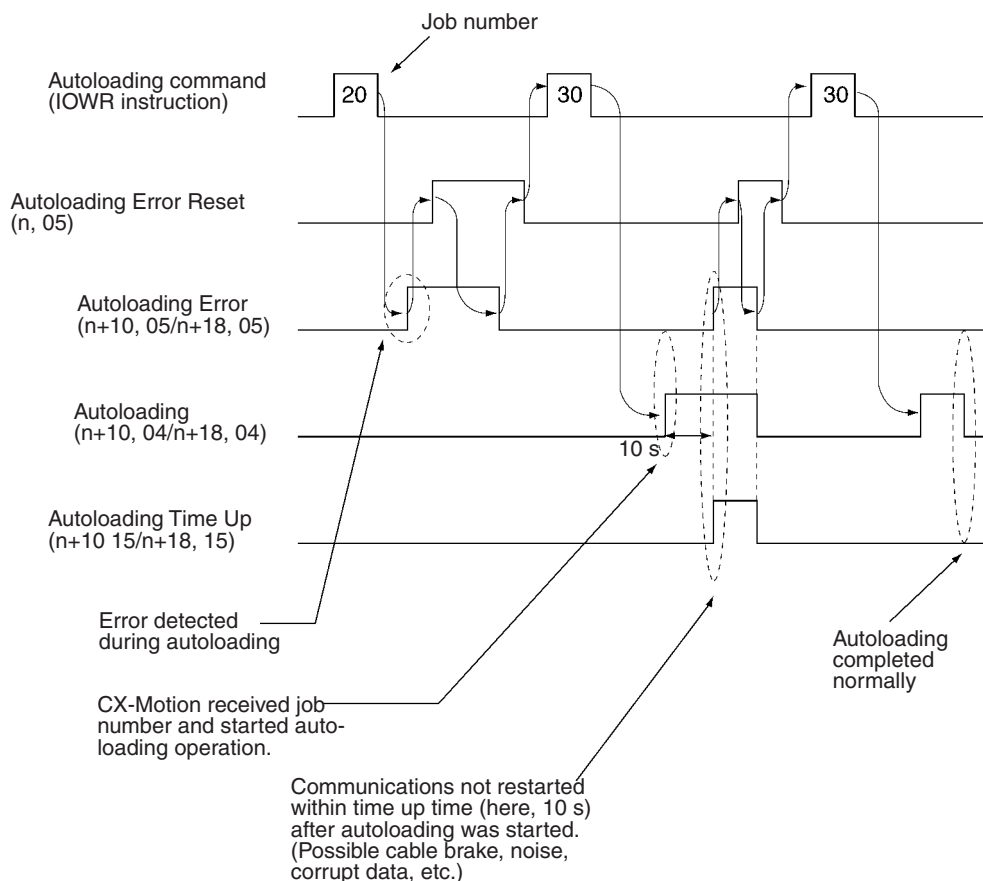 Job number
Autoloading command
(IOWR instruction)
20
30
30
Autoloading Error Reset
(n, 05)
Autoloading Error
(n+10, 05/n+18, 05)
Autoloading
(n+10, 04/n+18, 04)
10 s
Autoloading Time Up
(n+10 15/n+18, 15)
Error detected
during autoloading
Autoloading
completed
normally
CX-Motion received job
number and started auto-
loading operation.
Communications not restarted
within time up time (here, 10 s)
after autoloading was started.
(Possible cable brake, noise,
corrupt data, etc.)